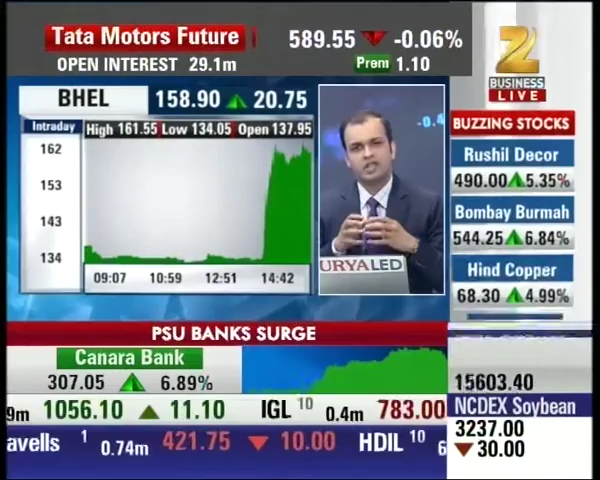 Tata Motors Future
589.55 -0.06%
OPEN INTEREST 29.1m
Prem 1.10
Z
BUSINESS
LIVE
BHEL 158.90 20.75
Intraday High 161.55 Low 134.05 Open 137.95
162
153
143
134
09:07 10:59 12:51 14:42
-0.4
URYALED
BUZZING STOCKS
Rushil Decor
490.00 5.35%
Bombay Burmah
544.25 6.84%
Hind Copper
68.30 4.99%
PSU BANKS SURGE
Canara Bank
307.05 6.89%
15603.40
NCDEX Soybean
3237.00
30.00
9m 1056.10 11.10 IGL 10 0.4m 783.00
avells 1 0.74m 421.75 10.00 HDIL 10 6